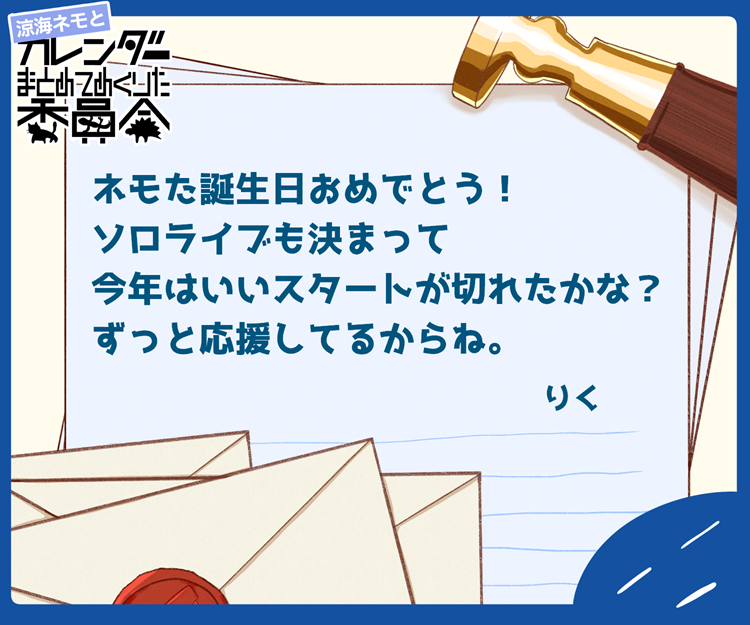 涼海ネモと
カレンダー
まとめてめくりた
委員会
ネモた誕生日おめでとう！
ソロライブも決まって
今年はいいスタートが切れたかな？
ずっと応援してるからね。
りく